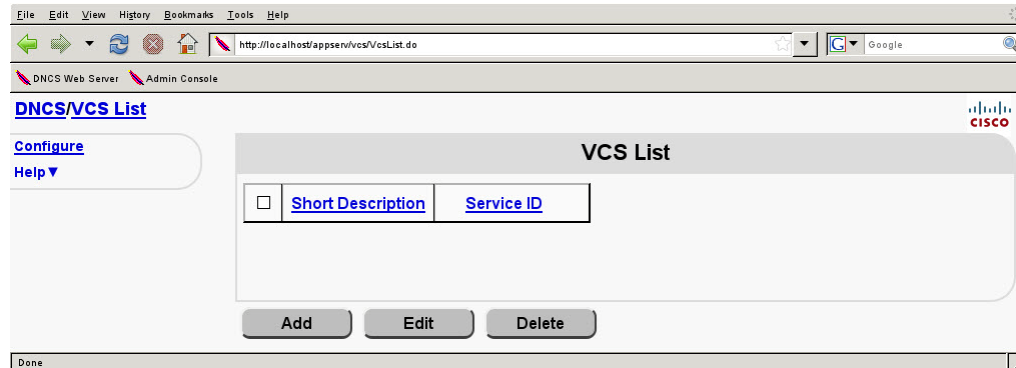 File Edit View History Bookmarks Tools Help
http://localhost/appserv/vcs/VcsList.do
G Google
DNCS Web Server Admin Console
DNCS/VCS List
CISCO
Configure
Help▼
VCS List
Short Description Service ID
Add Edit Delete
Done